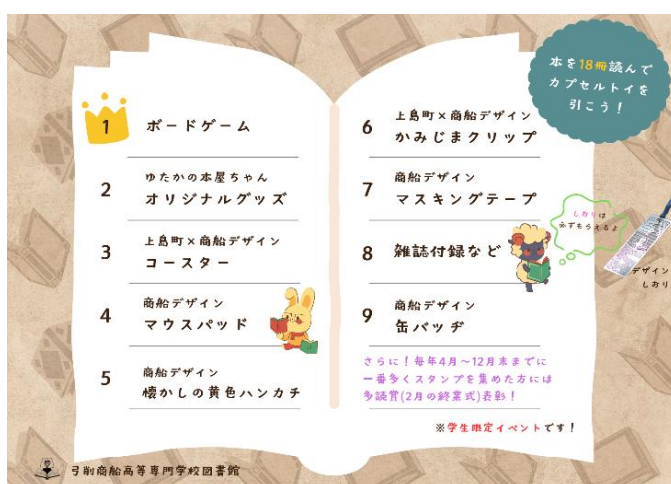 本を18冊読んで
カプセルトイを
引こう！
1 ボードゲーム
ゆたかの本屋ちゃん
2 オリジナルグッズ
上島町×商船デザイン
3 コースター
商船デザイン
4 マウスパッド
商船デザイン
5 懐かしの黄色ハンカチ
上島町×商船デザイン
6 かみじまクリップ
商船デザイン
7 マスキングテープ
しおりは
必ずもらえるよ
デザイン
しおり
8 雑誌付録など
商船デザイン
9 缶バッヂ
さらに！毎年4月～12月末までに
一番多くスタンプを集めた方には
多読賞(2月の終業式)表彰！
※学生限定イベントです！
弓削商船高等専門学校図書館